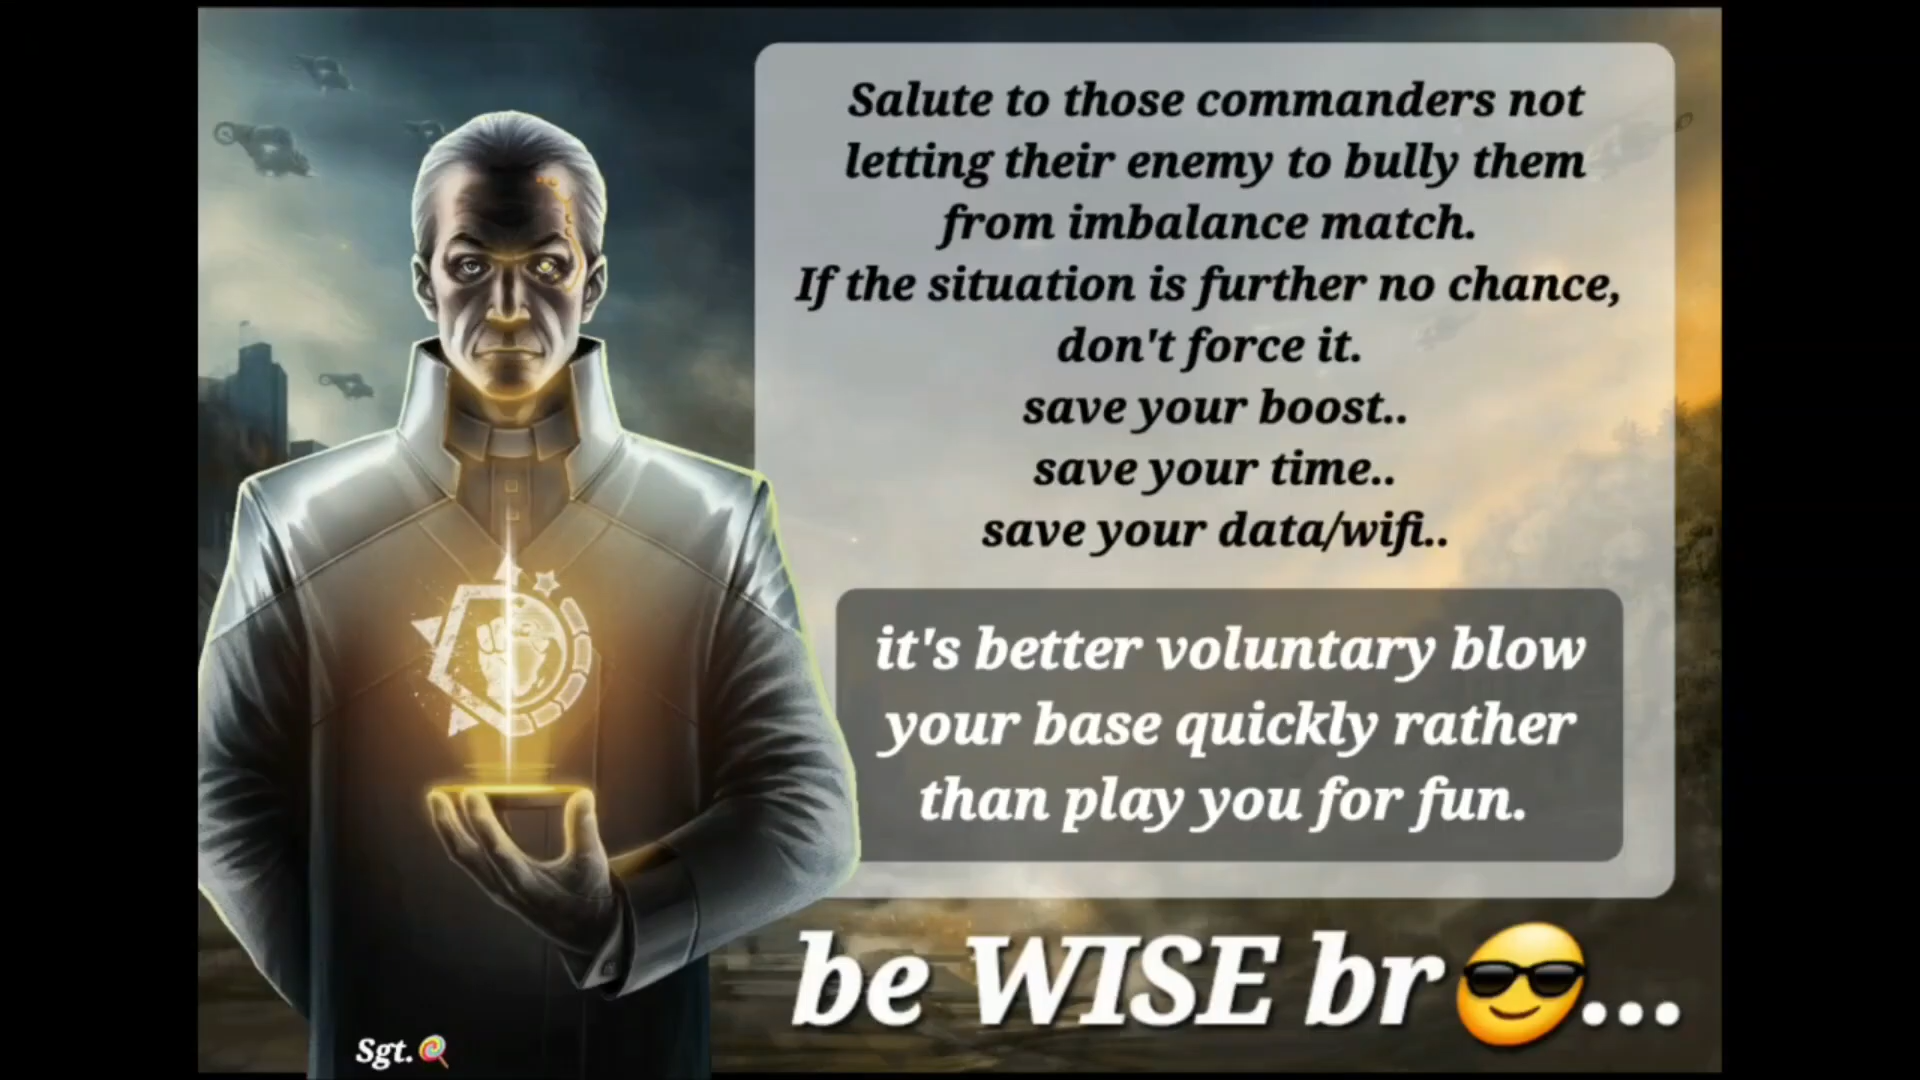 Salute to those commanders not
letting their enemy to bully them
from imbalance match.
If the situation is further no chance,
don't force it.
save your boost..
save your time..
save your data/wifi..
it's better voluntary blow
your base quickly rather
than play you for fun.
be WISE br😎...
Sgt.🍭